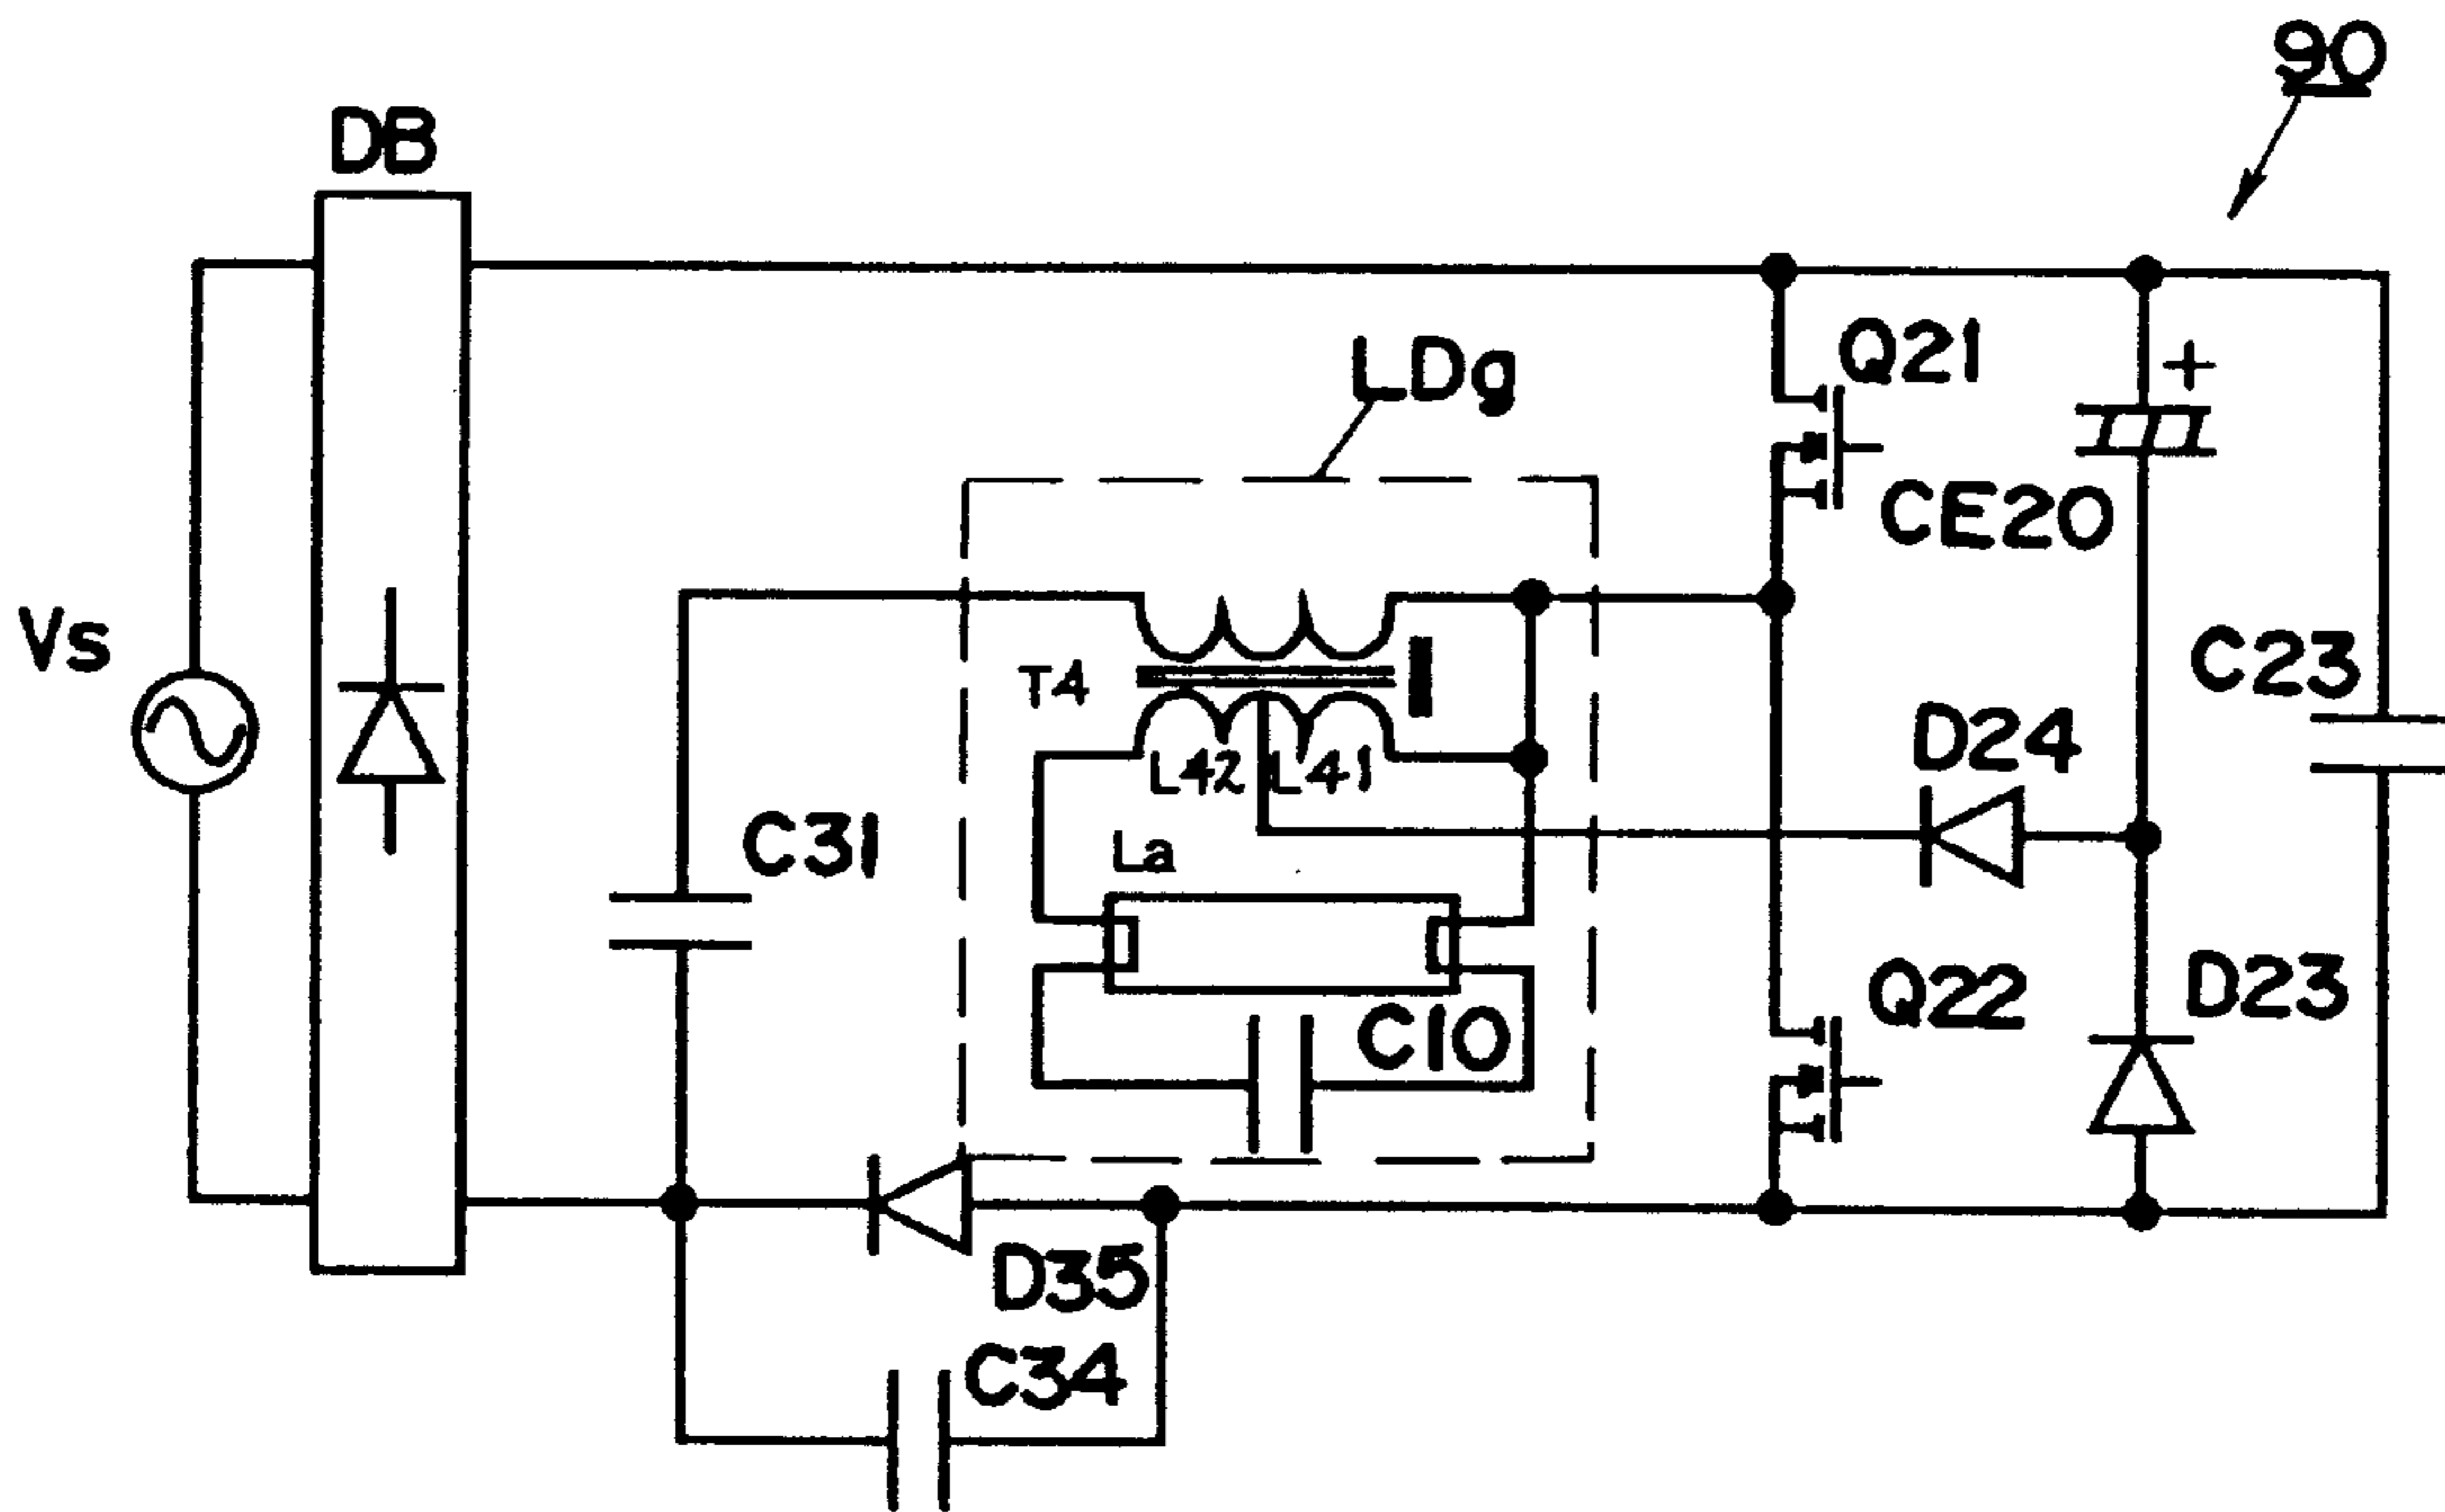 90
DB
LDg
Q21
+
CE20
Vs
T4
C23
L42
L41
D24
C31
La
C10
Q22
D23
D35
C34